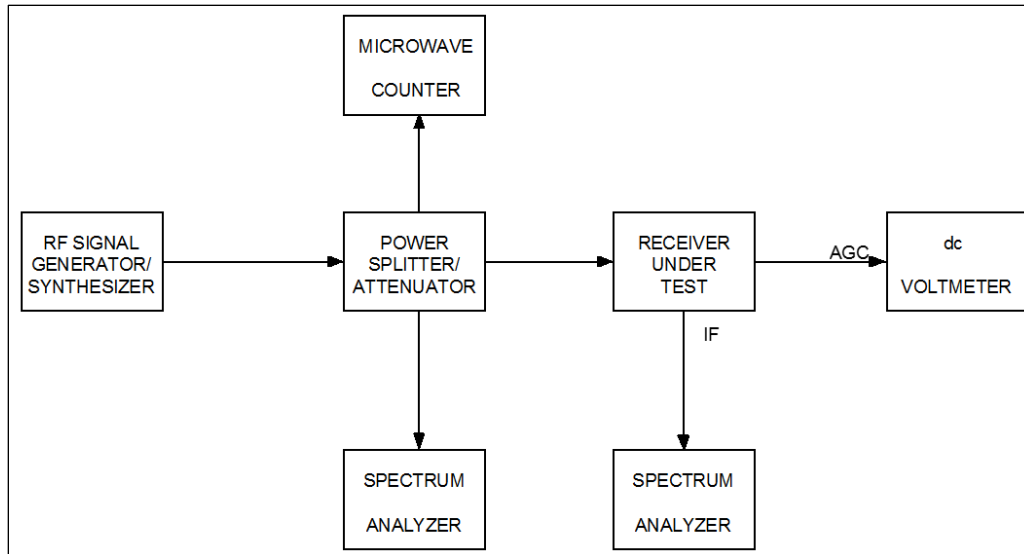 MICROWAVE
COUNTER
RF SIGNAL
GENERATOR/
SYNTHESIZER
POWER
SPLITTER/
ATTENUATOR
RECEIVER
UNDER
TEST
AGC
dc
VOLTMETER
IF
SPECTRUM
ANALYZER
SPECTRUM
ANALYZER